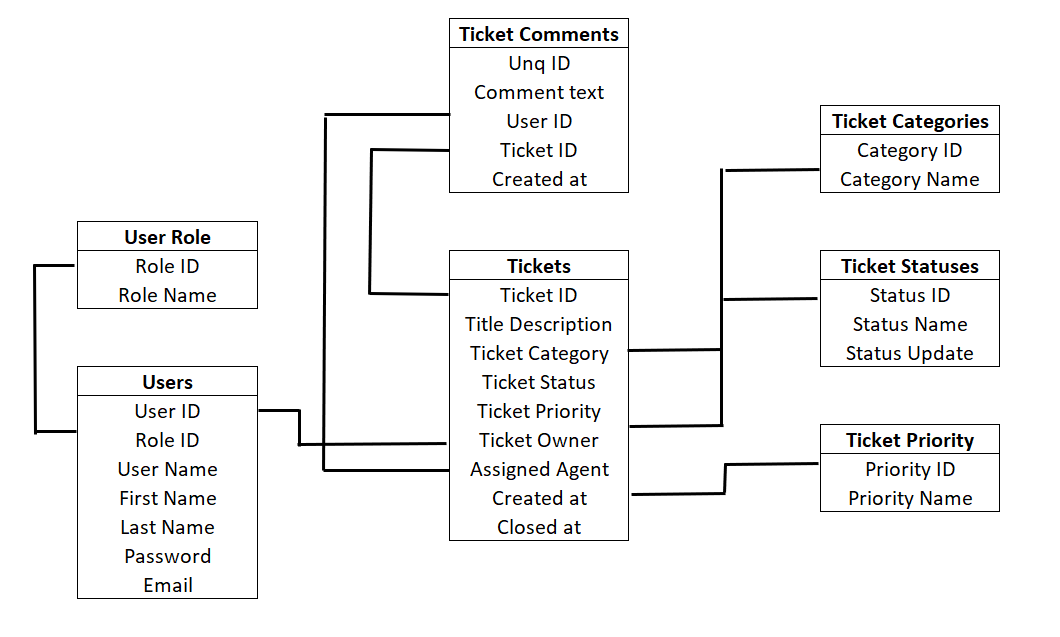 Ticket Comments
Unq ID
Comment text
User ID
Ticket ID
Created at
Ticket Categories
Category ID
Category Name
User Role
Role ID
Role Name
Tickets
Ticket ID
Title Description
Ticket Category
Ticket Status
Ticket Priority
Ticket Owner
Assigned Agent
Created at
Closed at
Ticket Statuses
Status ID
Status Name
Status Update
Users
User ID
Role ID
User Name
First Name
Last Name
Password
Email
Ticket Priority
Priority ID
Priority Name